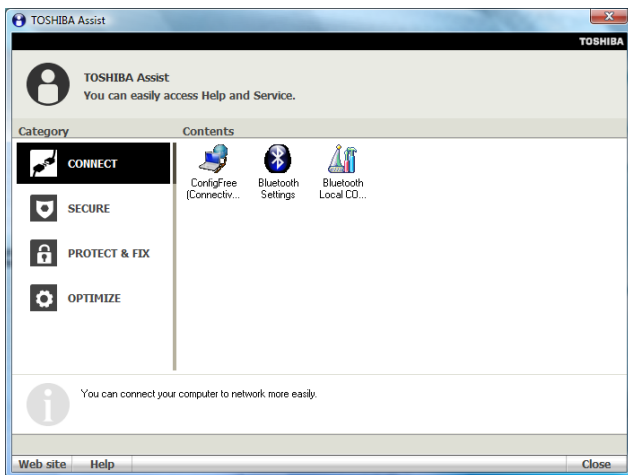 TOSHIBA Assist
TOSHIBA
TOSHIBA Assist
You can easily access Help and Service.
Category
Contents
CONNECT
SECURE
PROTECT & FIX
OPTIMIZE
ConfigFree
(Connectiv...
Bluetooth
Settings
Bluetooth
Local CO...
You can connect your computer to network more easily.
Web site
Help
Close